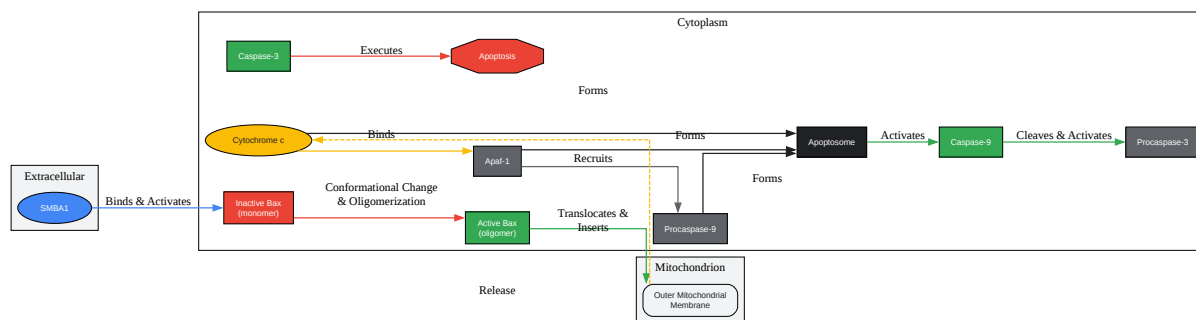 Cytoplasm
Caspase-3
Executes
Apoptosis
Forms
Cytochrome c
Binds
Forms
Apoptosome
Activates
Caspase-9
Cleaves & Activates
Procaspase-3
Apaf-1
Recruits
Forms
Extracellular
SMBA1
Binds & Activates
Inactive Bax
(monomer)
Conformational Change
& Oligomerization
Active Bax
(oligomer)
Translocates &
Inserts
Procaspase-9
Mitochondrion
Release
Outer Mitochondrial
Membrane